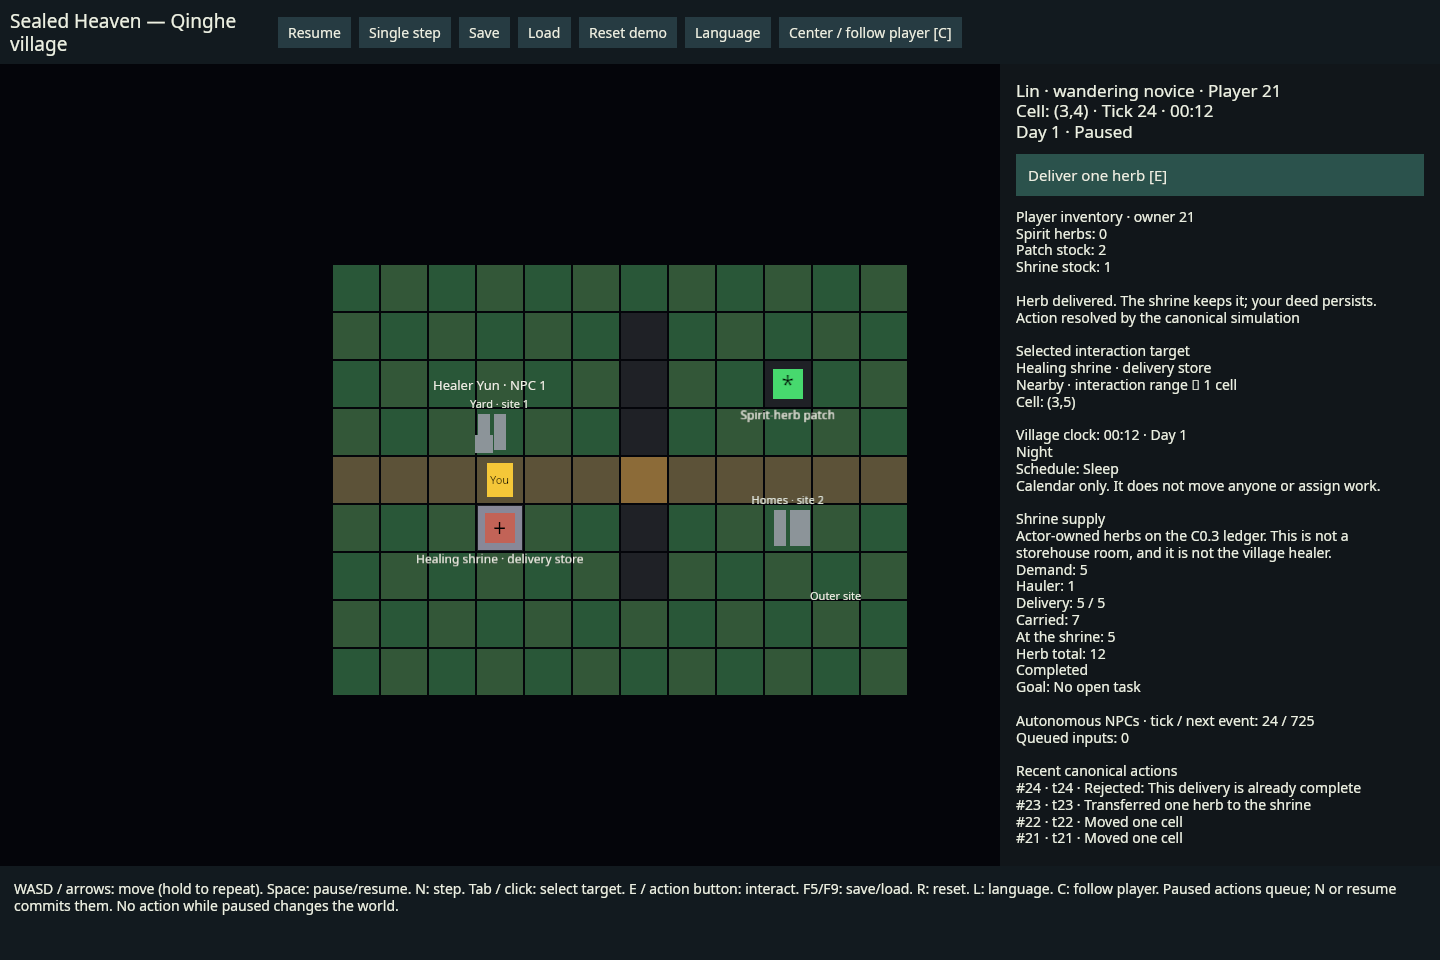 Sealed Heaven — Qinghe
village
Resume
Single step
Save
Load
Reset demo
Language
Center / follow player [C]
Lin · wandering novice · Player 21
Cell: (3,4) · Tick 24 · 00:12
Day 1 · Paused
Deliver one herb [E]
Player inventory · owner 21
Spirit herbs: 0
Patch stock: 2
Shrine stock: 1
Herb delivered. The shrine keeps it; your deed persists.
Action resolved by the canonical simulation
Selected interaction target
Healing shrine · delivery store
Nearby · interaction range 1 cell
Cell: (3,5)
Village clock: 00:12 · Day 1
Night
Schedule: Sleep
Calendar only. It does not move anyone or assign work.
Shrine supply
Actor-owned herbs on the C0.3 ledger. This is not a
storehouse room, and it is not the village healer.
Demand: 5
Hauler: 1
Delivery: 5 / 5
Carried: 7
At the shrine: 5
Herb total: 12
Completed
Goal: No open task
Autonomous NPCs · tick / next event: 24 / 725
Queued inputs: 0
Recent canonical actions
#24 · t24 · Rejected: This delivery is already complete
#23 · t23 · Transferred one herb to the shrine
#22 · t22 · Moved one cell
#21 · t21 · Moved one cell
Healer Yun · NPC 1
Yard · site 1
*
Spirit herb patch
You
Homes · site 2
+
Healing shrine · delivery store
Outer site
WASD / arrows: move (hold to repeat). Space: pause/resume. N: step. Tab / click: select target. E / action button: interact. F5/F9: save/load. R: reset. L: language. C: follow player. Paused actions queue; N or resume
commits them. No action while paused changes the world.